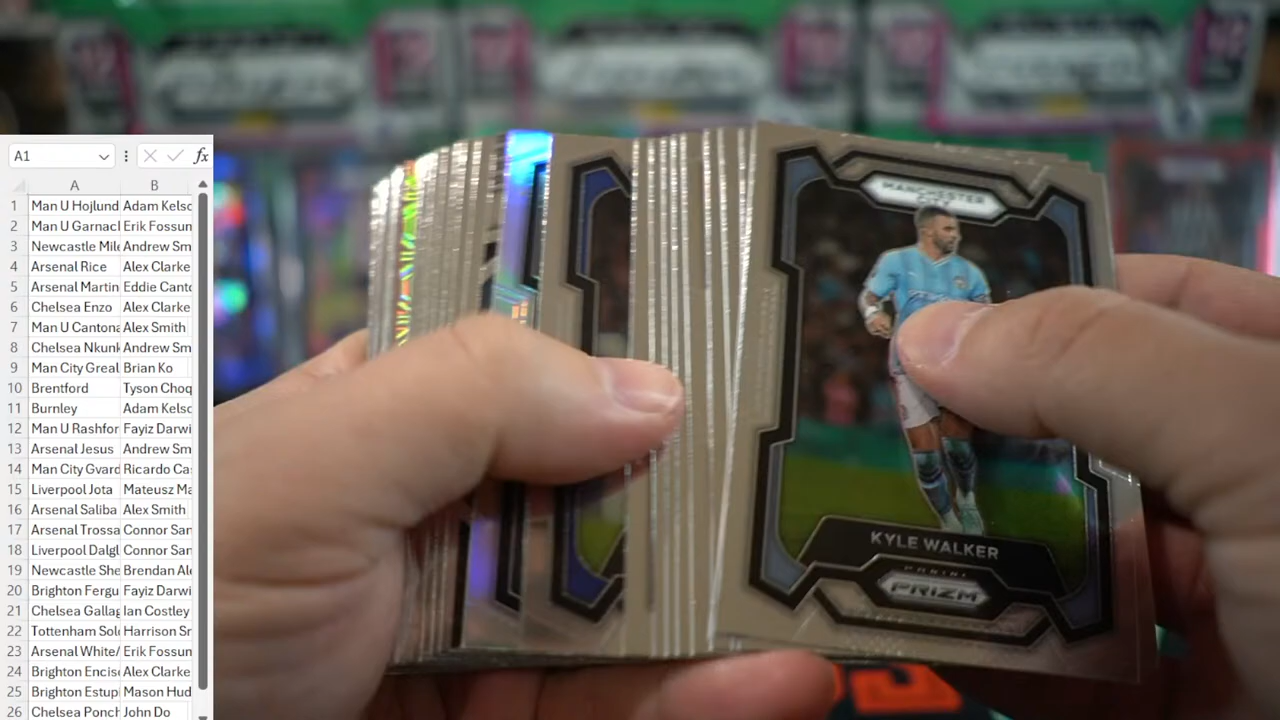 A1
fx
A B
1 Man U Hojlund Adam Kelso
2 Man U Garnacl Erik Fossun
3 Newcastle Mile Andrew Sm
4 Arsenal Rice Alex Clarke
5 Arsenal Martin Eddie Canto
6 Chelsea Enzo Alex Clarke
7 Man U Cantona Alex Smith
8 Chelsea Nkunk Andrew Sm
9 Man City Greal Brian Ko
10 Brentford Tyson Choq
11 Burnley Adam Kelso
12 Man U Rashfor Fayiz Darwi
13 Arsenal Jesus Andrew Sm
14 Man City Gvard Ricardo Cas
15 Liverpool Jota Mateusz Ma
16 Arsenal Saliba Alex Smith
17 Arsenal Trossa Connor San
18 Liverpool Dalgl Connor San
19 Newcastle She Brendan Ale
20 Brighton Fergu Fayiz Darwi
21 Chelsea Gallag Ian Costley
22 Tottenham Solo Harrison Sr
23 Arsenal White/ Erik Fossun
24 Brighton Encis Alex Clarke
25 Brighton Estup Mason Hud
26 Chelsea Ponch John Do
MANCHESTER
CITY
KYLE WALKER
PANINI
PRIZM